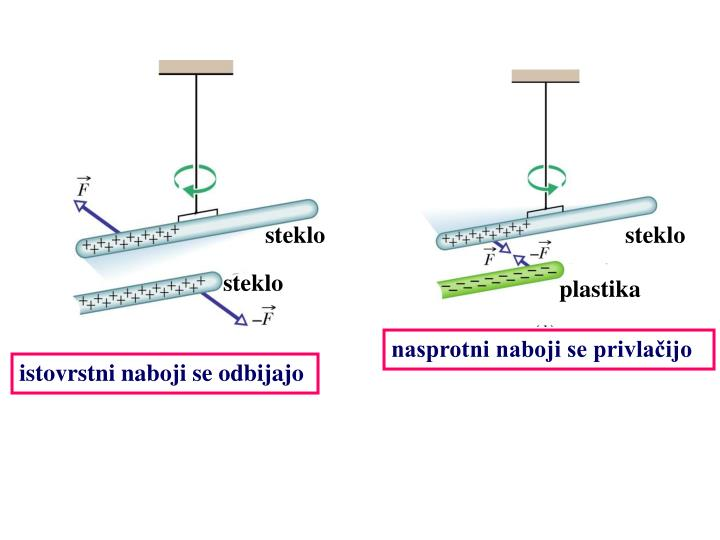 F
steklo
steklo
–F
istovrstni naboji se odbijajo
steklo
F
–F
plastika
nasprotni naboji se privlačijo